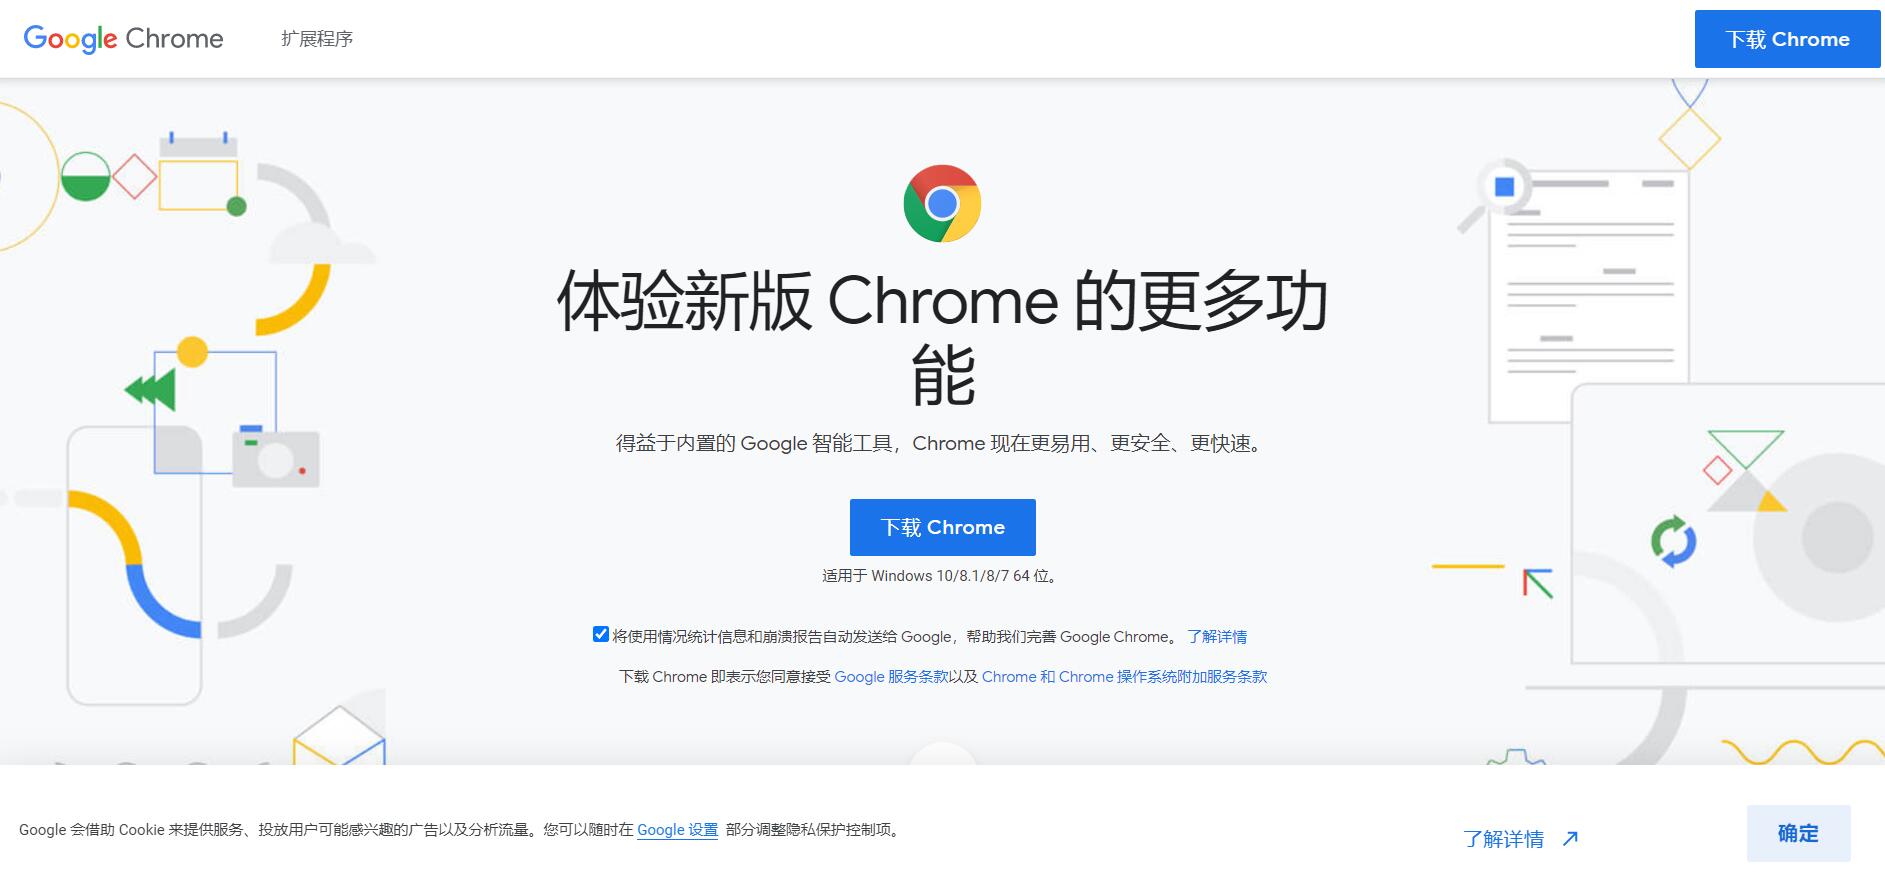 Google Chrome
扩展程序
下载 Chrome
体验新版 Chrome 的更多功
能
得益于内置的 Google 智能工具，Chrome 现在更易用、更安全、更快速。
下载 Chrome
适用于 Windows 10/8.1/8/7 64 位。
将使用情况统计信息和崩溃报告自动发送给 Google，帮助我们完善 Google Chrome。 了解详情
下载 Chrome 即表示您同意接受 Google 服务条款以及 Chrome 和 Chrome 操作系统附加服务条款
Google 会借助 Cookie 来提供服务、投放用户可能感兴趣的广告以及分析流量。您可以随时在 Google 设置 部分调整隐私保护控制项。
了解详情
确定